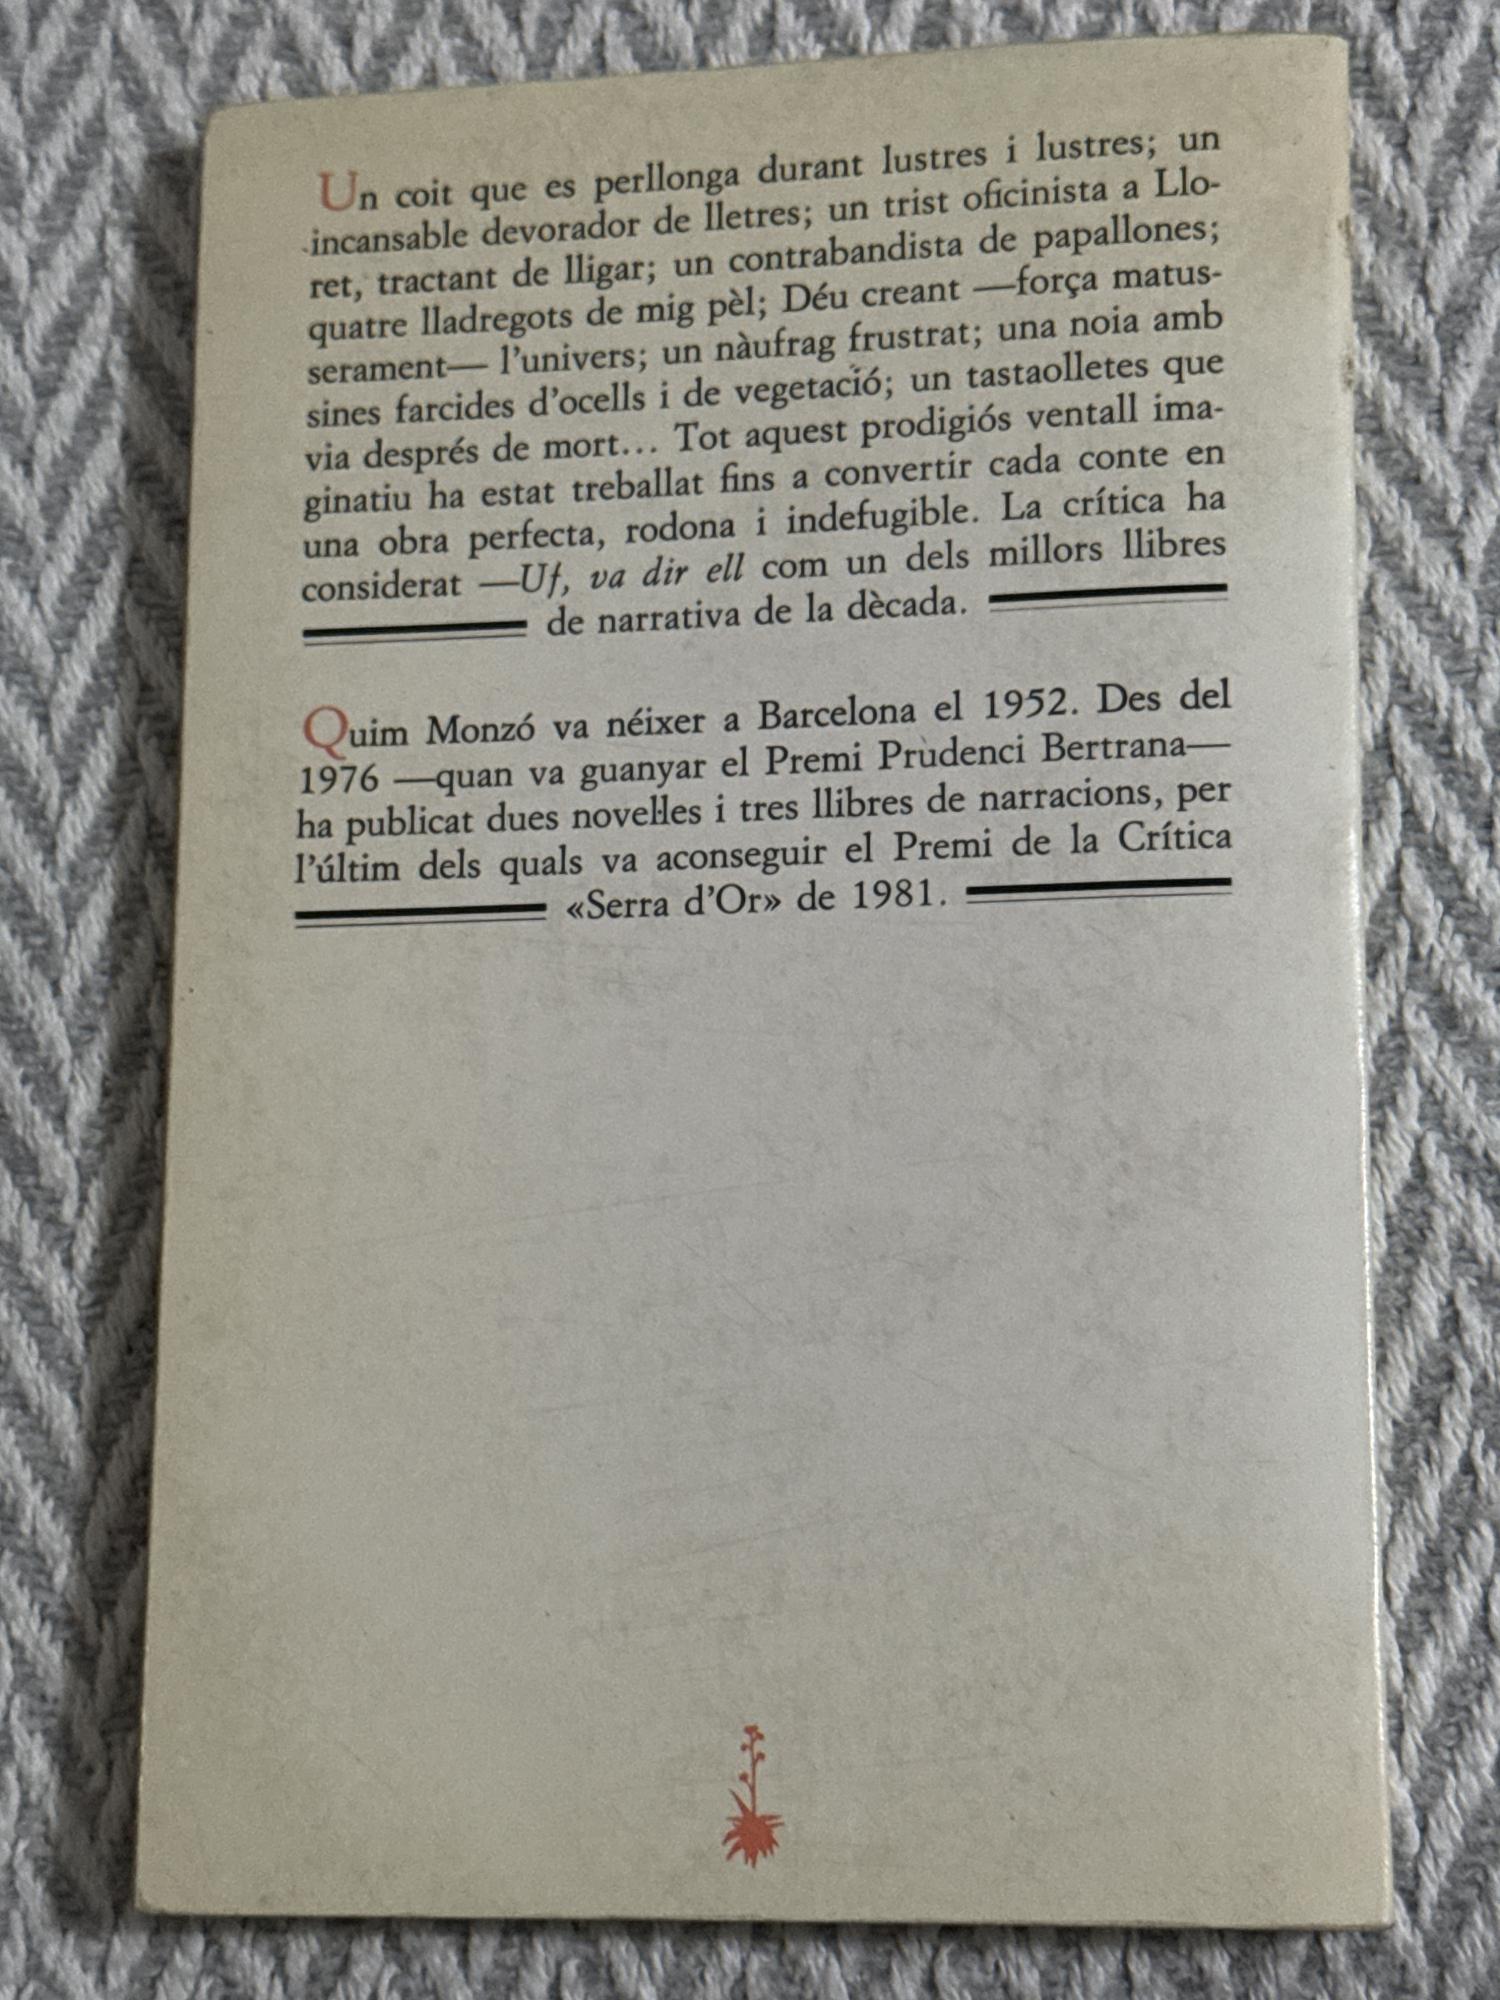 Un coit que es perllonga durant lustres i lustres; un
incansable devorador de lletres; un trist oficinista a Llo-
ret, tractant de lligar; un contrabandista de papallones;
quatre lladregots de mig pèl; Déu creant —força matus-
serament— l'univers; un nàufrag frustrat; una noia amb
sines farcides d'ocells i de vegetació; un tastaolletes que
via després de mort... Tot aquest prodigiós ventall ima-
ginatiu ha estat treballat fins a convertir cada conte en
una obra perfecta, rodona i indefugible. La crítica ha
considerat —Uf, va dir ell com un dels millors llibres
de narrativa de la dècada.
Quim Monzó va néixer a Barcelona el 1952. Des del
1976 —quan va guanyar el Premi Prudenci Bertrana—
ha publicat dues novel·les i tres llibres de narracions, per
l'últim dels quals va aconseguir el Premi de la Crítica
«Serra d'Or» de 1981.